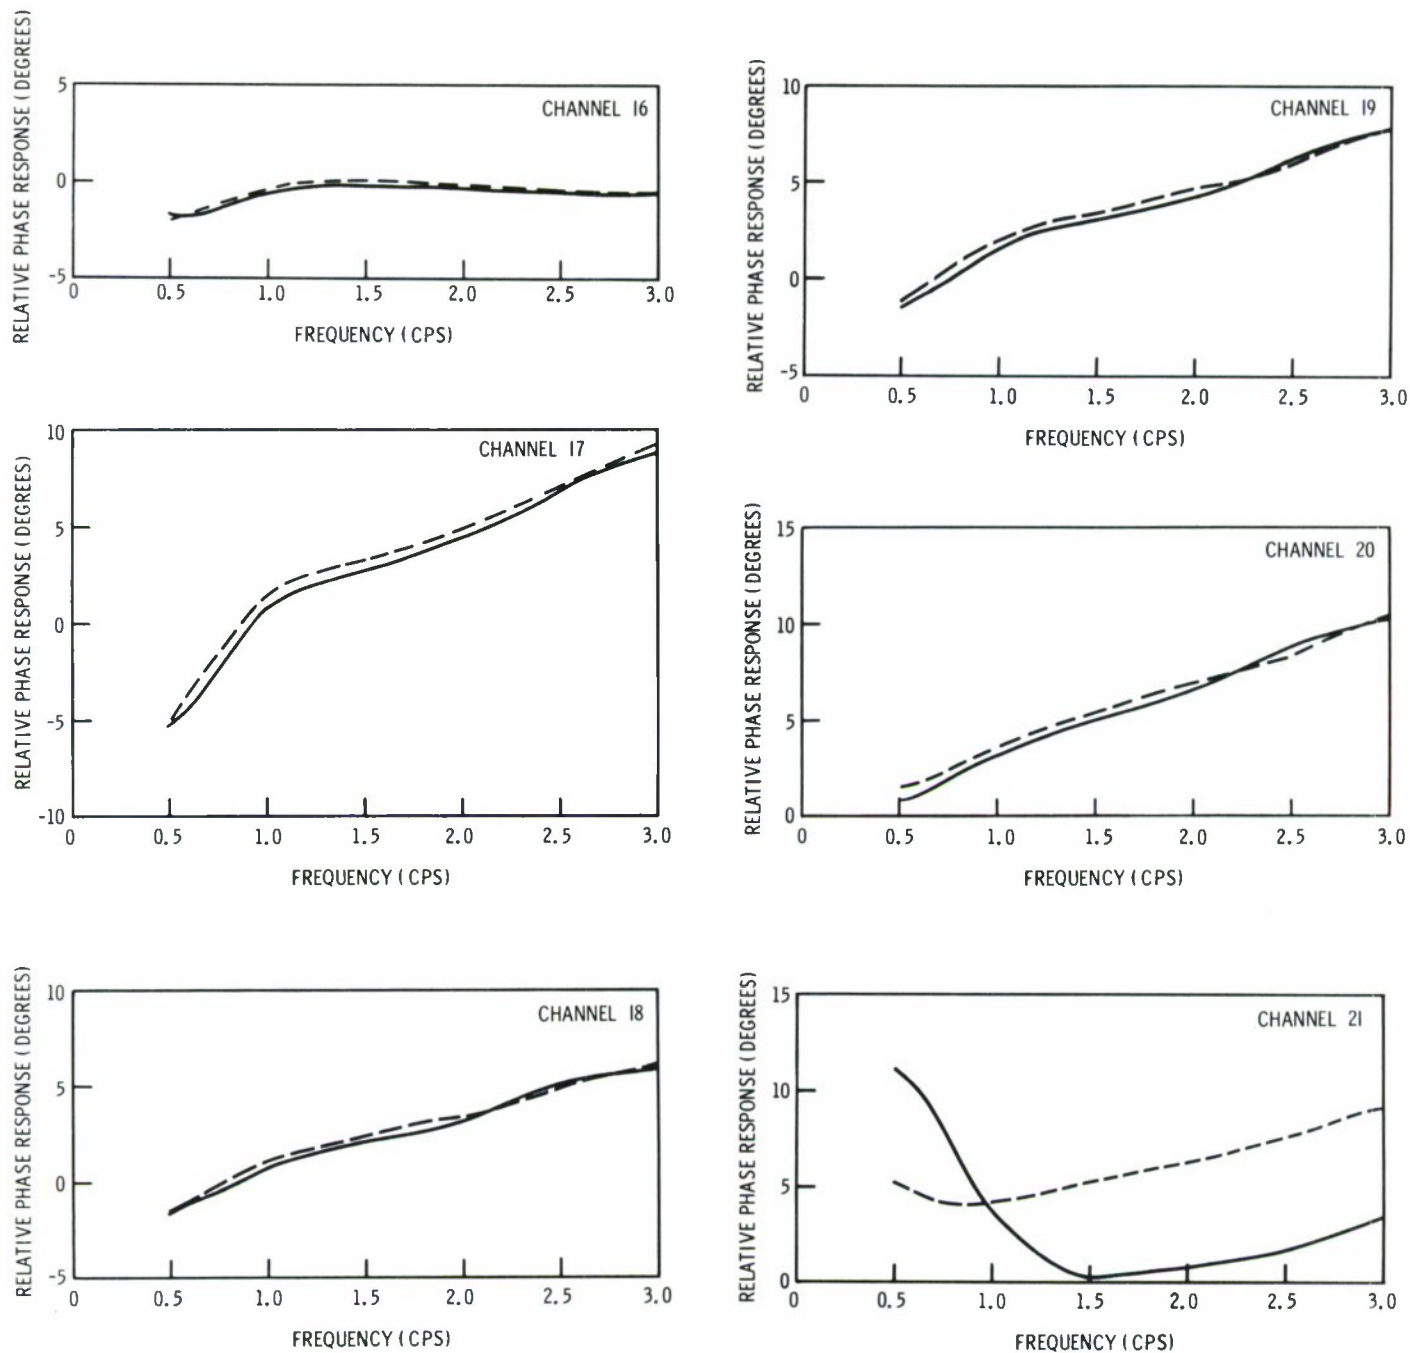 RELATIVE PHASE RESPONSE (DEGREES)
5
0
-5
CHANNEL 16
0 0.5 1.0 1.5 2.0 2.5 3.0
FREQUENCY (CPS)
RELATIVE PHASE RESPONSE (DEGREES)
10
5
0
-5
-10
CHANNEL 17
0 0.5 1.0 1.5 2.0 2.5 3.0
FREQUENCY (CPS)
RELATIVE PHASE RESPONSE (DEGREES)
10
5
0
-5
CHANNEL 18
0 0.5 1.0 1.5 2.0 2.5 3.0
FREQUENCY (CPS)
RELATIVE PHASE RESPONSE (DEGREES)
10
5
0
-5
CHANNEL 19
0 0.5 1.0 1.5 2.0 2.5 3.0
FREQUENCY (CPS)
RELATIVE PHASE RESPONSE (DEGREES)
15
10
5
0
CHANNEL 20
0 0.5 1.0 1.5 2.0 2.5 3.0
FREQUENCY (CPS)
RELATIVE PHASE RESPONSE (DEGREES)
15
10
5
0
CHANNEL 21
0 0.5 1.0 1.5 2.0 2.5 3.0
FREQUENCY (CPS)